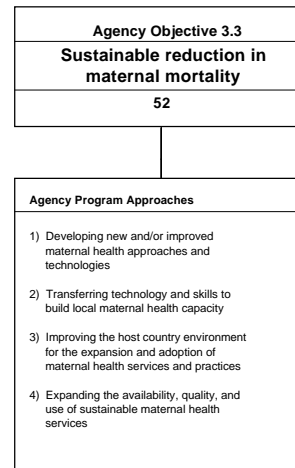 Agency Objective 3.3
Sustainable reduction in
maternal mortality
52
Agency Program Approaches
1) Developing new and/or improved
maternal health approaches and
technologies
2) Transferring technology and skills to
build local maternal health capacity
3) Improving the host country environment
for the expansion and adoption of
maternal health services and practices
4) Expanding the availability, quality, and
use of sustainable maternal health
services